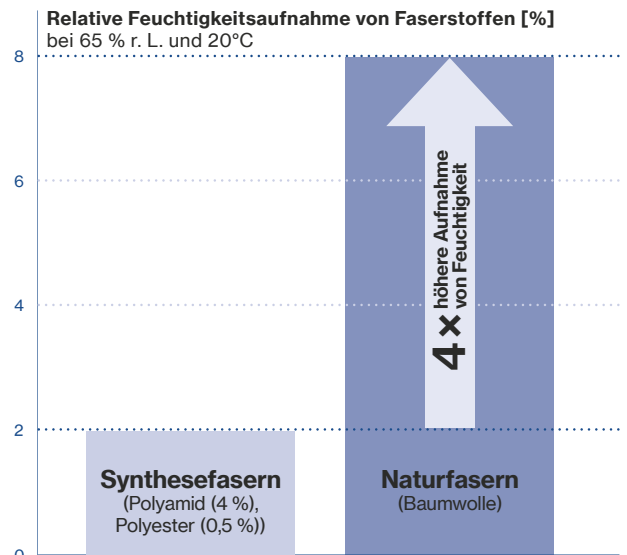 Relative Feuchtigkeitsaufnahme von Faserstoffen [%]
bei 65 % r. L. und 20°C
8
6
4
2
0
4 ×
höhere Aufnahme
von Feuchtigkeit
Synthesefasern
(Polyamid (4 %),
Polyester (0,5 %))
Naturfasern
(Baumwolle)